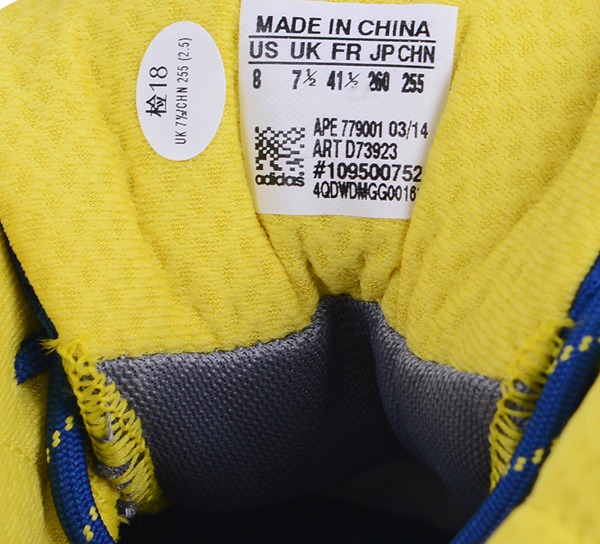 检18
UK 7½/CHN 255 (2.5)
MADE IN CHINA
US UK FR JP CHN
8 7½ 41½ 260 255
APE 779001 03/14
ART D73923
#109500752
adidas